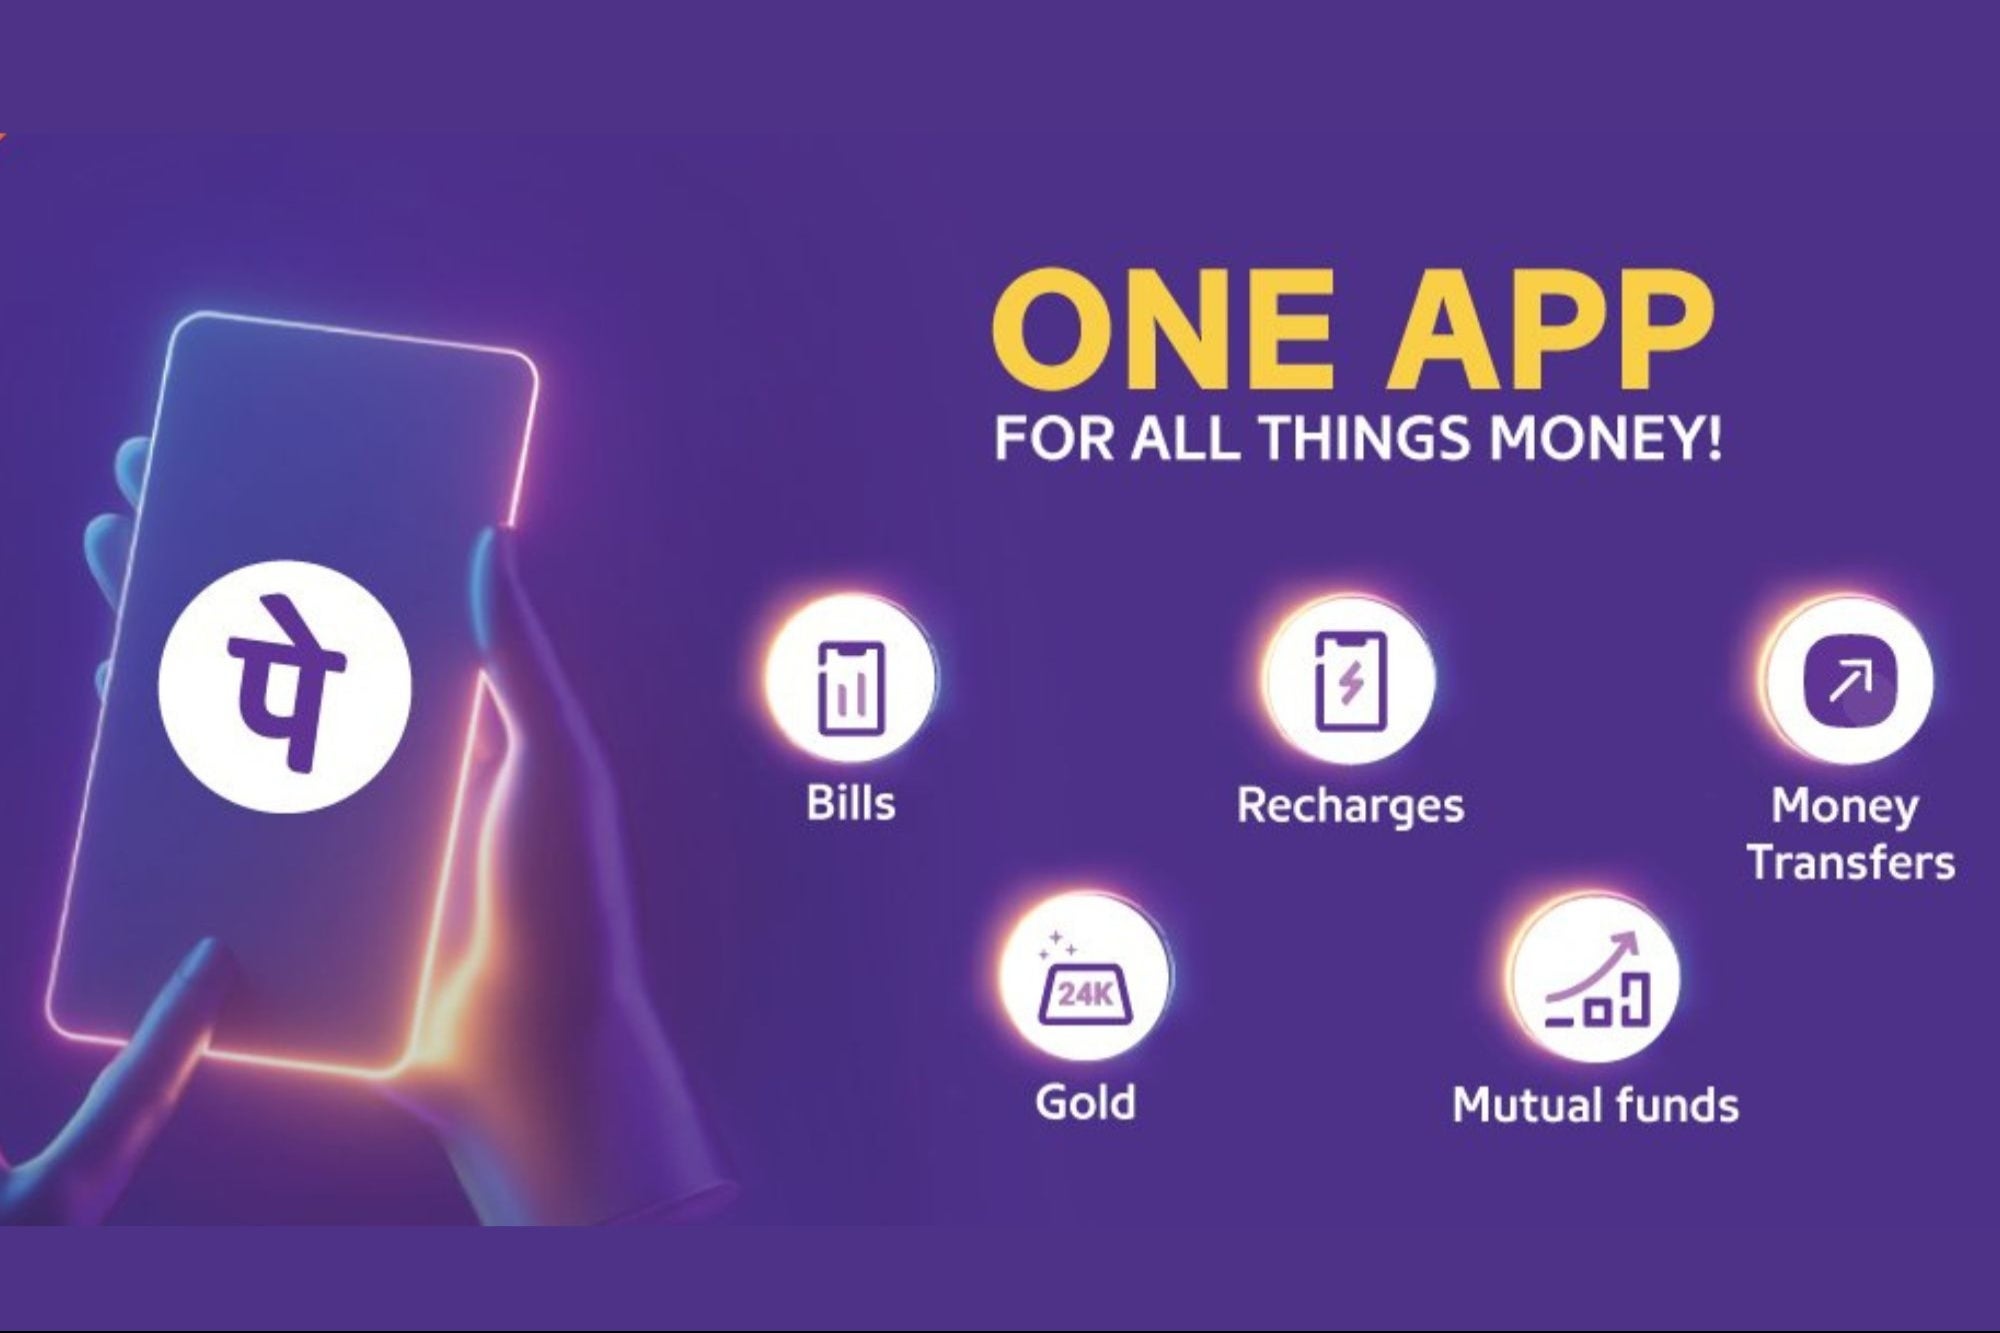 ONE APP
FOR ALL THINGS MONEY!
पे
Bills
Recharges
Money
Transfers
24K
Gold
Mutual funds